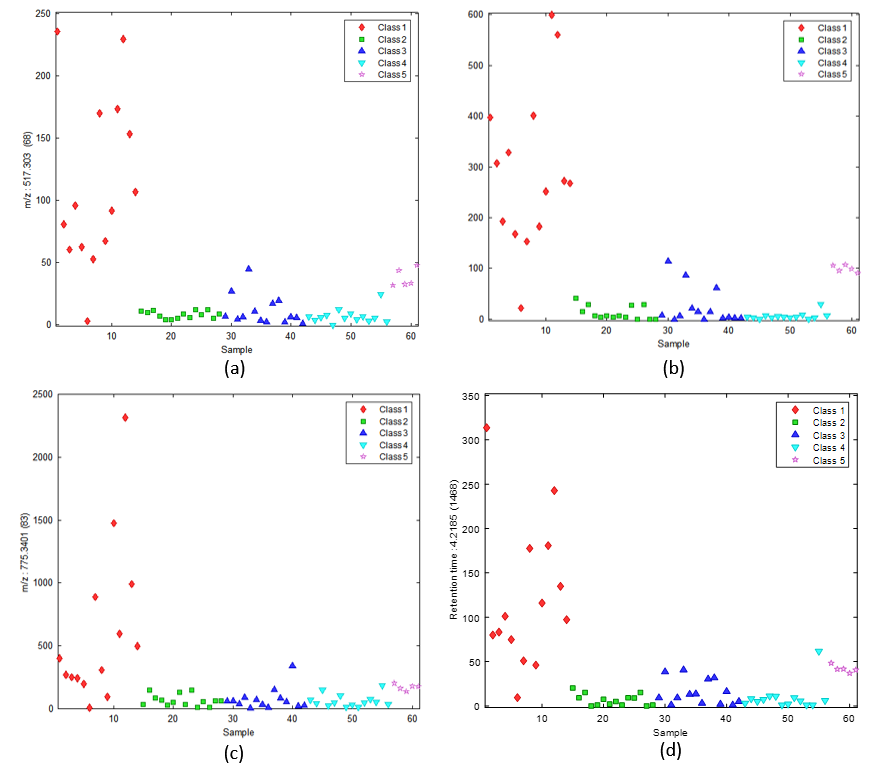 250
200
150
100
50
0
m/z : 517.303 (68)
10 20 30 40 50 60
Sample
Class 1
Class 2
Class 3
Class 4
Class 5
(a)
600
500
400
300
200
100
0
10 20 30 40 50 60
Sample
Class 1
Class 2
Class 3
Class 4
Class 5
(b)
2500
2000
1500
1000
500
0
m/z : 775.3401 (83)
10 20 30 40 50 60
Sample
Class 1
Class 2
Class 3
Class 4
Class 5
(c)
350
300
250
200
150
100
50
0
Retention time : 4.2185 (1468)
10 20 30 40 50 60
Sample
Class 1
Class 2
Class 3
Class 4
Class 5
(d)